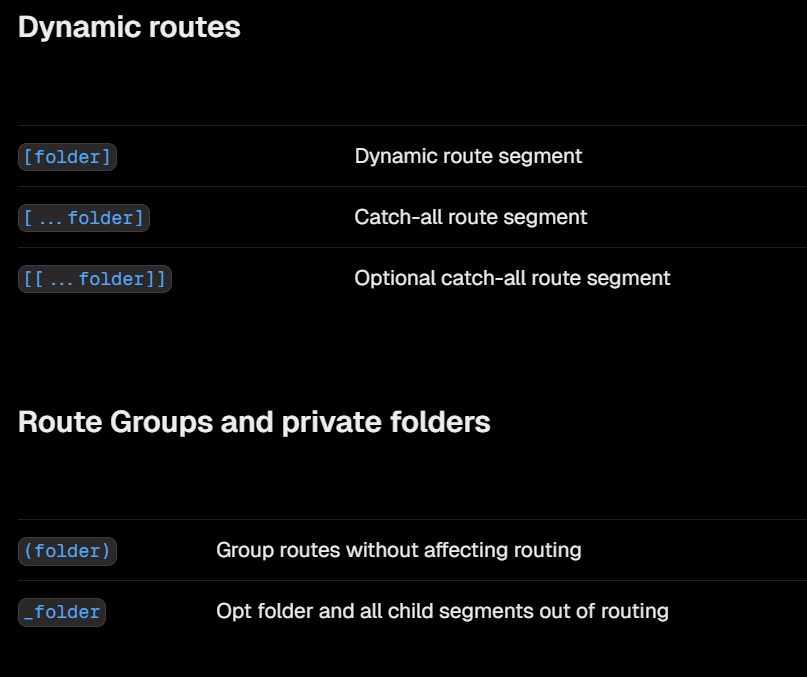 Dynamic routes
[folder] Dynamic route segment
[...folder] Catch-all route segment
[[...folder]] Optional catch-all route segment
Route Groups and private folders
(folder) Group routes without affecting routing
_folder Opt folder and all child segments out of routing